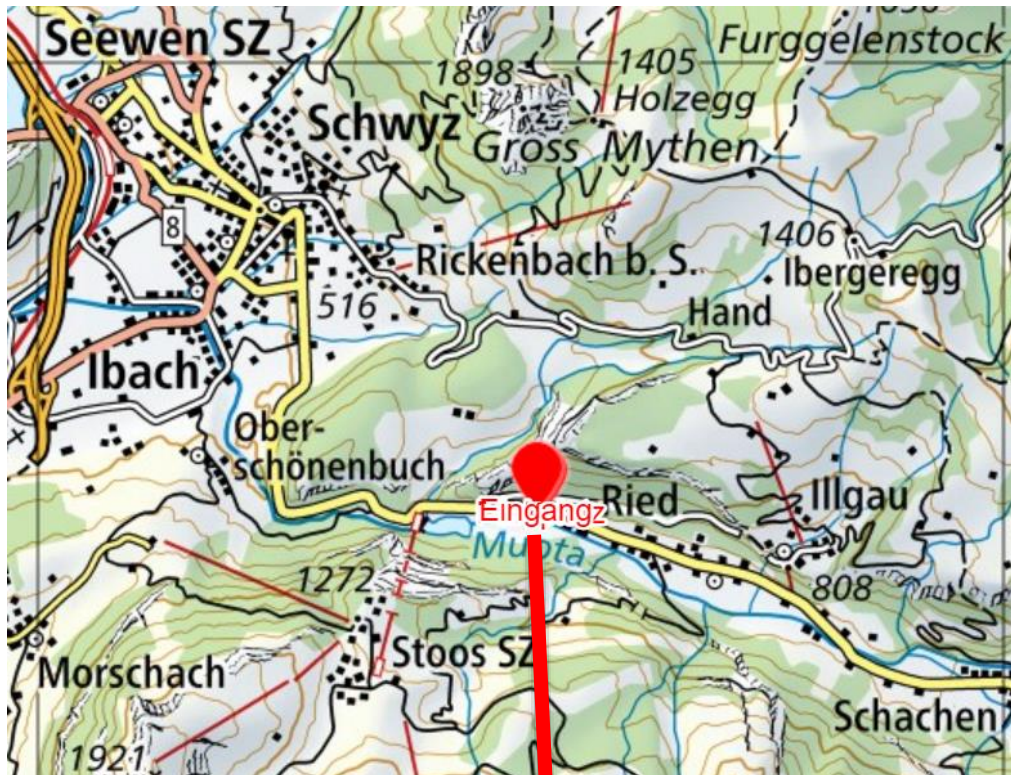 Seewen SZ
Furggelenstock
1898
1405
Holzegg
Schwyz
Gross Mythen
8
1406
Rickenbach b. S.
Ibergeregg
516
Hand
Ibach
Ober-
schönenbuch
Ried
Illgau
Eingangz
Muota
1272
808
Stoos SZ
Morschach
Schachen
1921